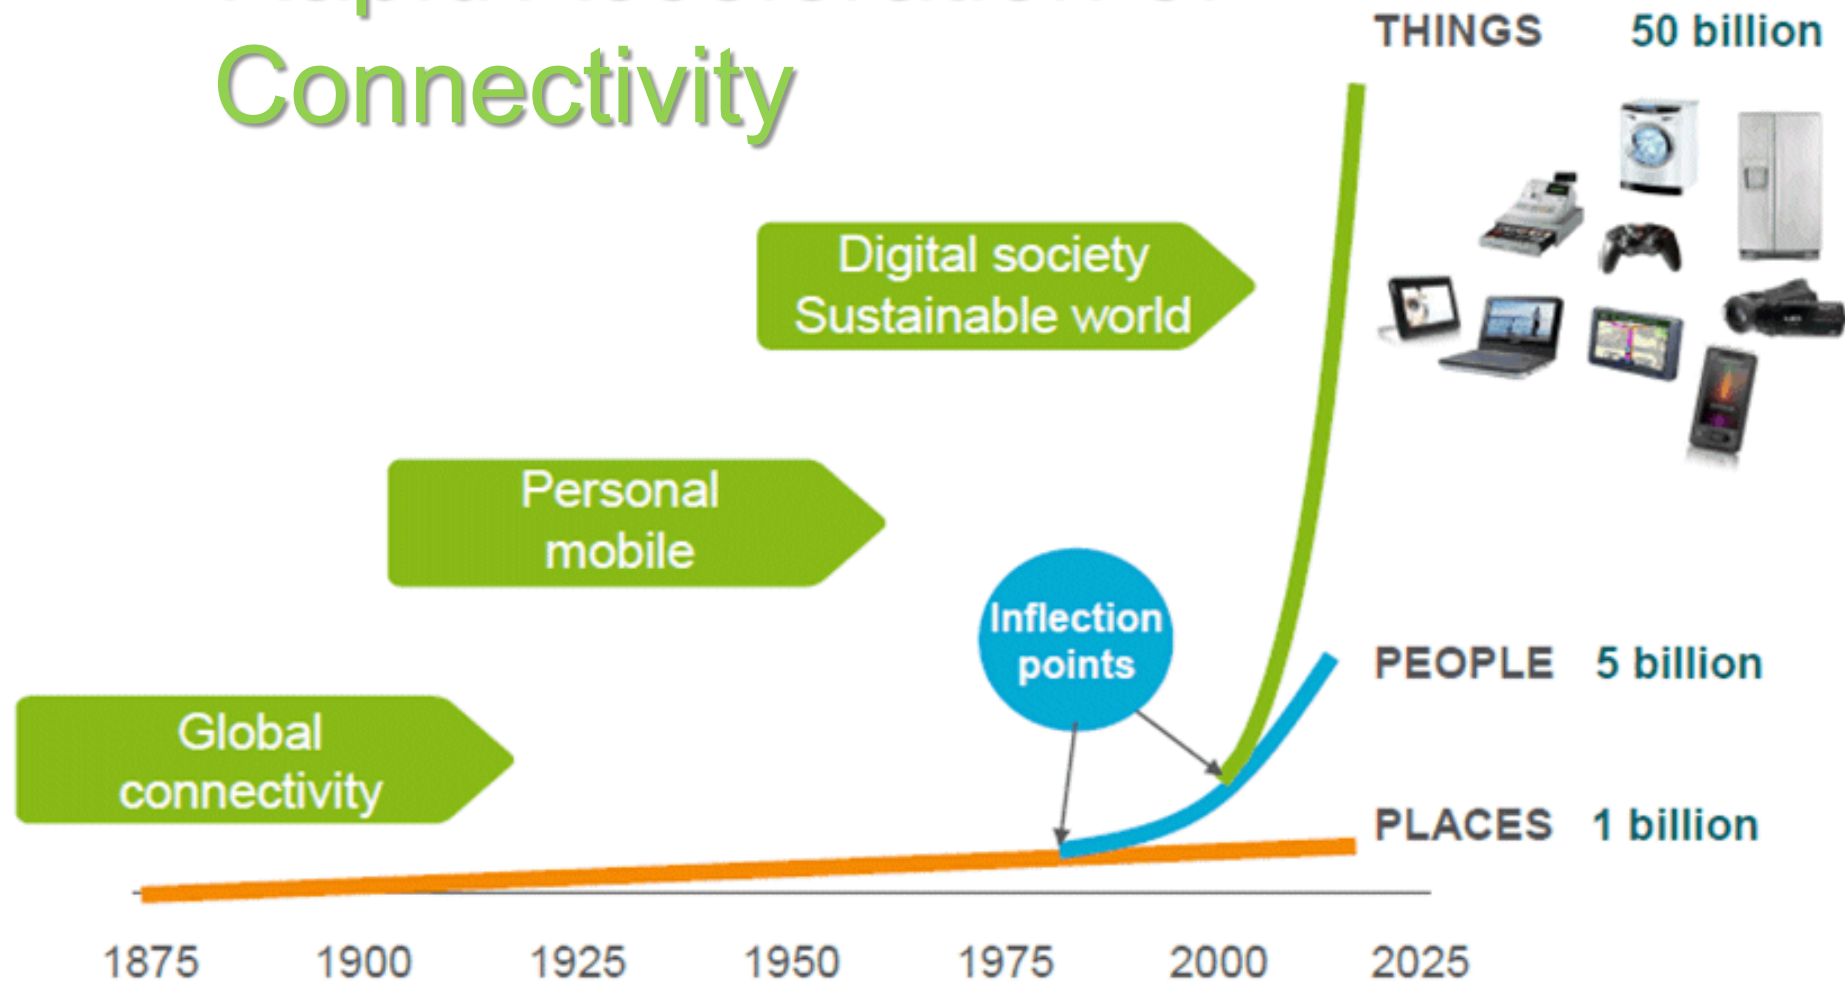 Connectivity
THINGS 50 billion
Digital society
Sustainable world
Personal
mobile
Inflection
points
PEOPLE 5 billion
Global
connectivity
PLACES 1 billion
1875 1900 1925 1950 1975 2000 2025